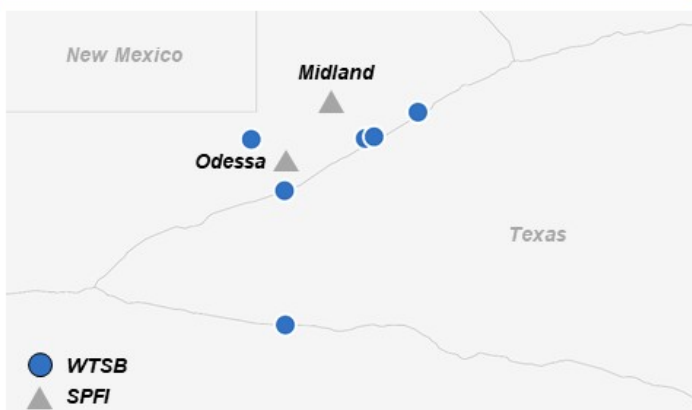 New Mexico
Midland
Odessa
Texas
WTSB
SPFI